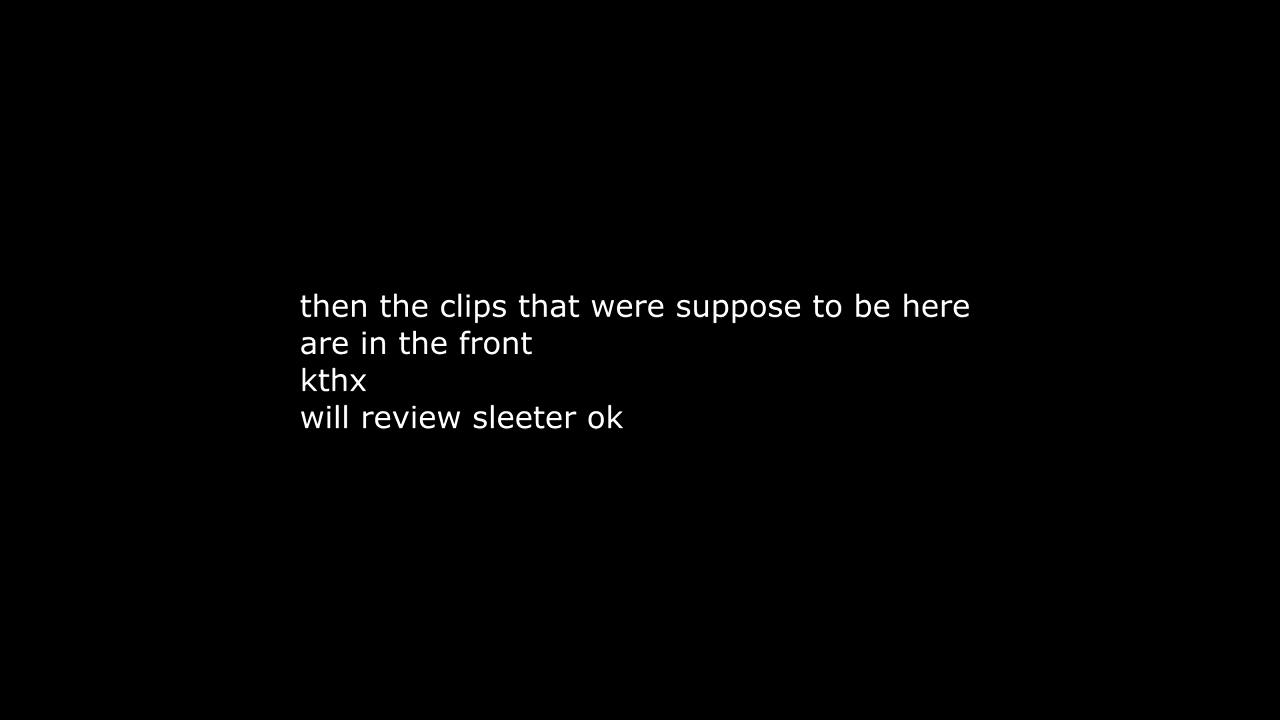 then the clips that were suppose to be here
are in the front
kthx
will review sleeter ok